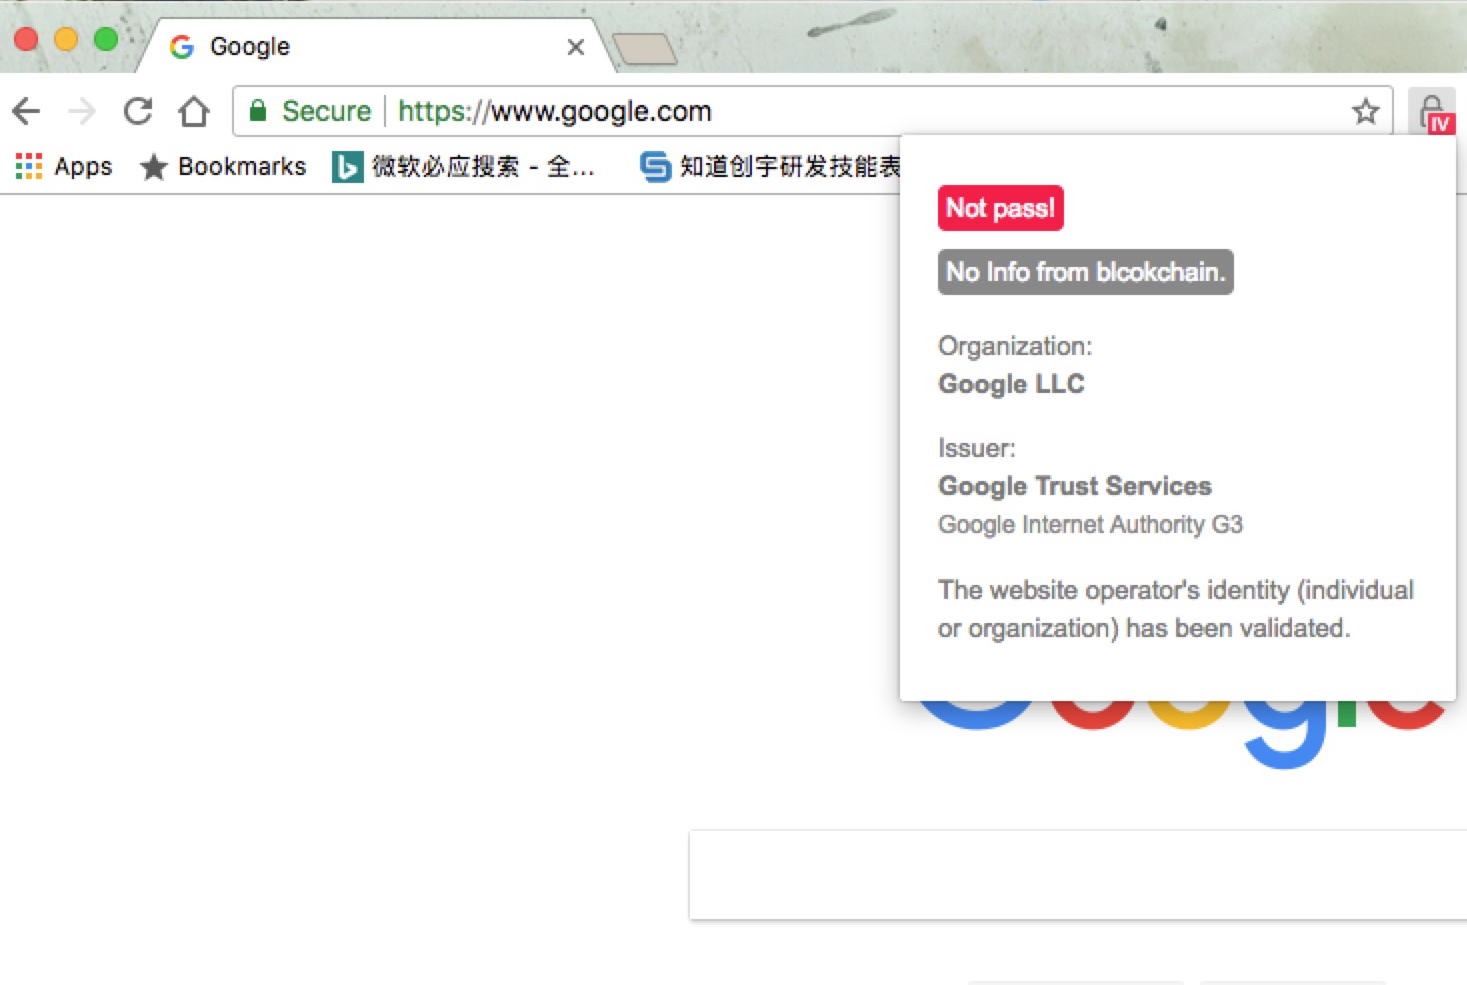 Google
Secure
https://www.google.com
IV
Apps
Bookmarks
微软必应搜索 - 全...
知道创宇研发技能表
Not pass!
No Info from blcokchain.
Organization:
Google LLC
Issuer:
Google Trust Services
Google Internet Authority G3
The website operator's identity (individual
or organization) has been validated.
Google